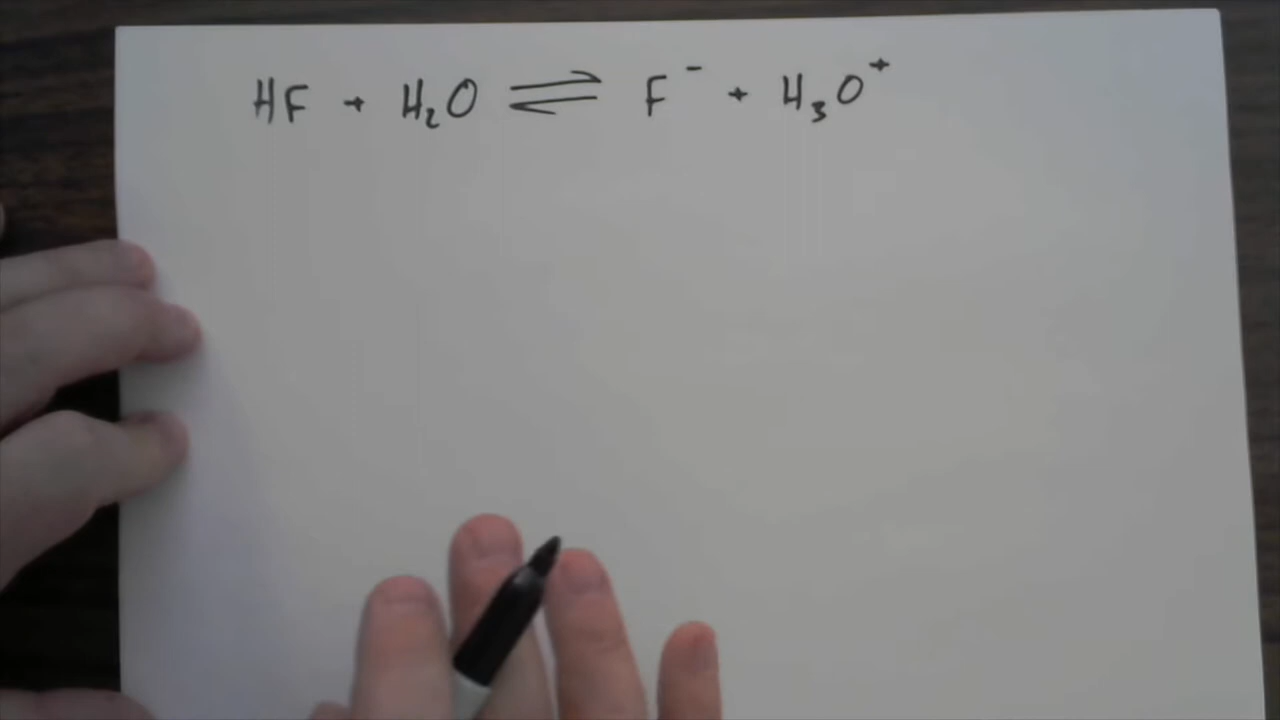 HF + H₂O ⇌ F⁻ + H₃O⁺